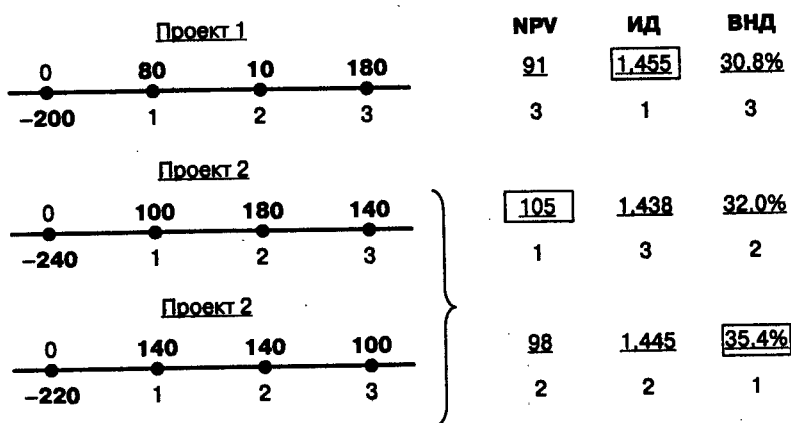 Проект 1 NPV ИД ВНД
0 80 10 180 91 1,455 30.8%
-200 1 2 3 3 1 3
Проект 2
0 100 180 140 105 1,438 32.0%
-240 1 2 3 1 3 2
Проект 2
0 140 140 100 98 1,445 35.4%
-220 1 2 3 2 2 1